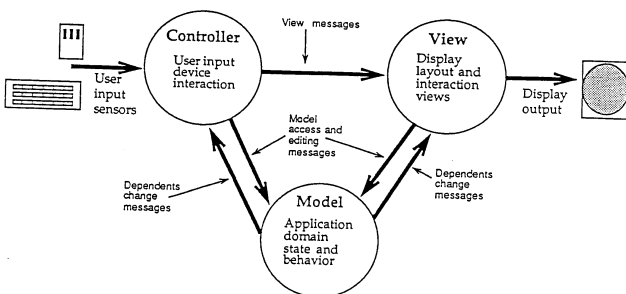 View messages
Controller
User input
device
interaction
View
Display
layout and
interaction
views
User
input
sensors
Display
output
Model
access and
editing
messages
Dependents
change
messages
Dependents
change
messages
Model
Application
domain
state and
behavior